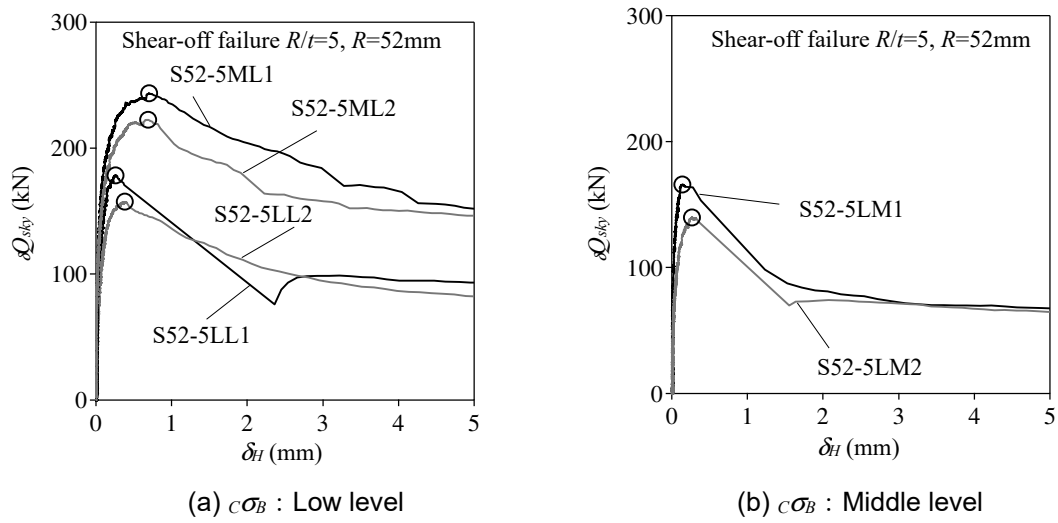 300
Shear-off failure R/t=5, R=52mm
S52-5ML1
S52-5ML2
200
S52-5LL2
100
S52-5LL1
0
0 1 2 3 4 5
δQsky (kN)
δH (mm)
(a) CσB : Low level
300
Shear-off failure R/t=5, R=52mm
200
S52-5LM1
100
S52-5LM2
0
0 1 2 3 4 5
δQsky (kN)
δH (mm)
(b) CσB : Middle level